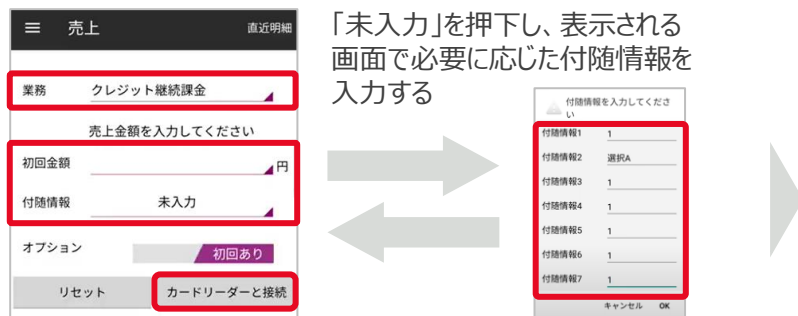 売上
直近明細
業務 クレジット継続課金
売上金額を入力してください
初回金額 円
付随情報 未入力
オプション 初回あり
リセット カードリーダーと接続
「未入力」を押下し、表示される
画面で必要に応じた付随情報を
入力する
付随情報を入力してくださ
い
付随情報1 1
付随情報2 選択A
付随情報3 1
付随情報4 1
付随情報5 1
付随情報6 1
付随情報7 1
キャンセル OK